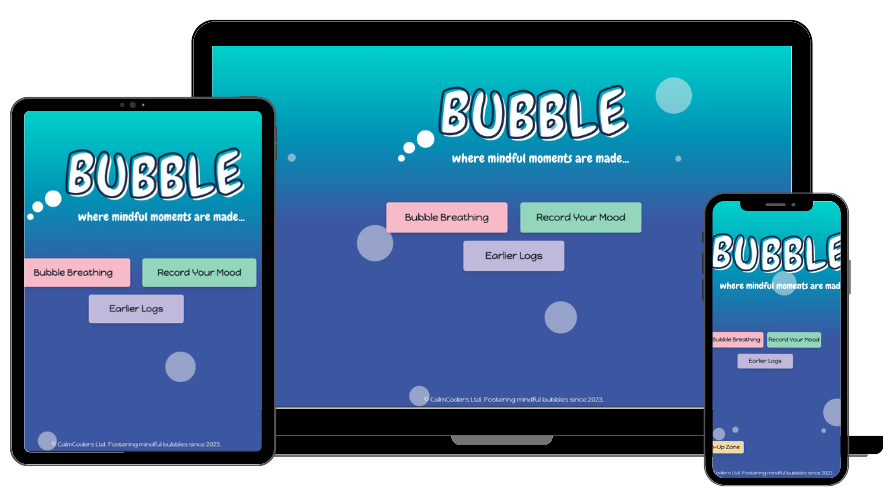 BUBBLE
where mindful moments are made...
Bubble Breathing
Record Your Mood
Earlier Logs
© CalmCoders Ltd. Fostering mindful bubbles since 2023.
BUBBLE
where mindful moments are made...
Bubble Breathing
Record Your Mood
Earlier Logs
© CalmCoders Ltd. Fostering mindful bubbles since 2023.
BUBBLE
where mindful moments are mad
Bubble Breathing
Record Your Mood
Earlier Logs
-Up Zone
Ltd. Fostering mindful bubbles since 2023.